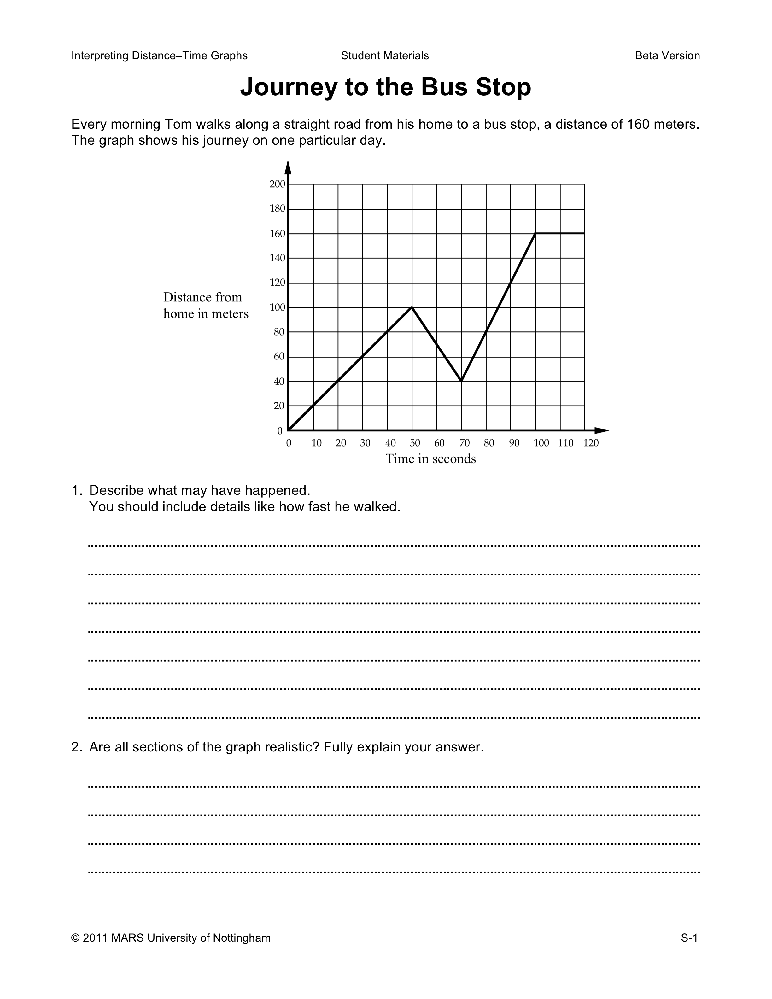 Interpreting Distance–Time Graphs Student Materials Beta Version
Journey to the Bus Stop
Every morning Tom walks along a straight road from his home to a bus stop, a distance of 160 meters.
The graph shows his journey on one particular day.
200
180
160
140
120
100
80
60
40
20
0
Distance from
home in meters
0 10 20 30 40 50 60 70 80 90 100 110 120
Time in seconds
1. Describe what may have happened.
You should include details like how fast he walked.
2. Are all sections of the graph realistic? Fully explain your answer.
© 2011 MARS University of Nottingham S-1